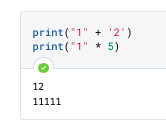 print("1" + '2')
print("1" * 5)
12
11111